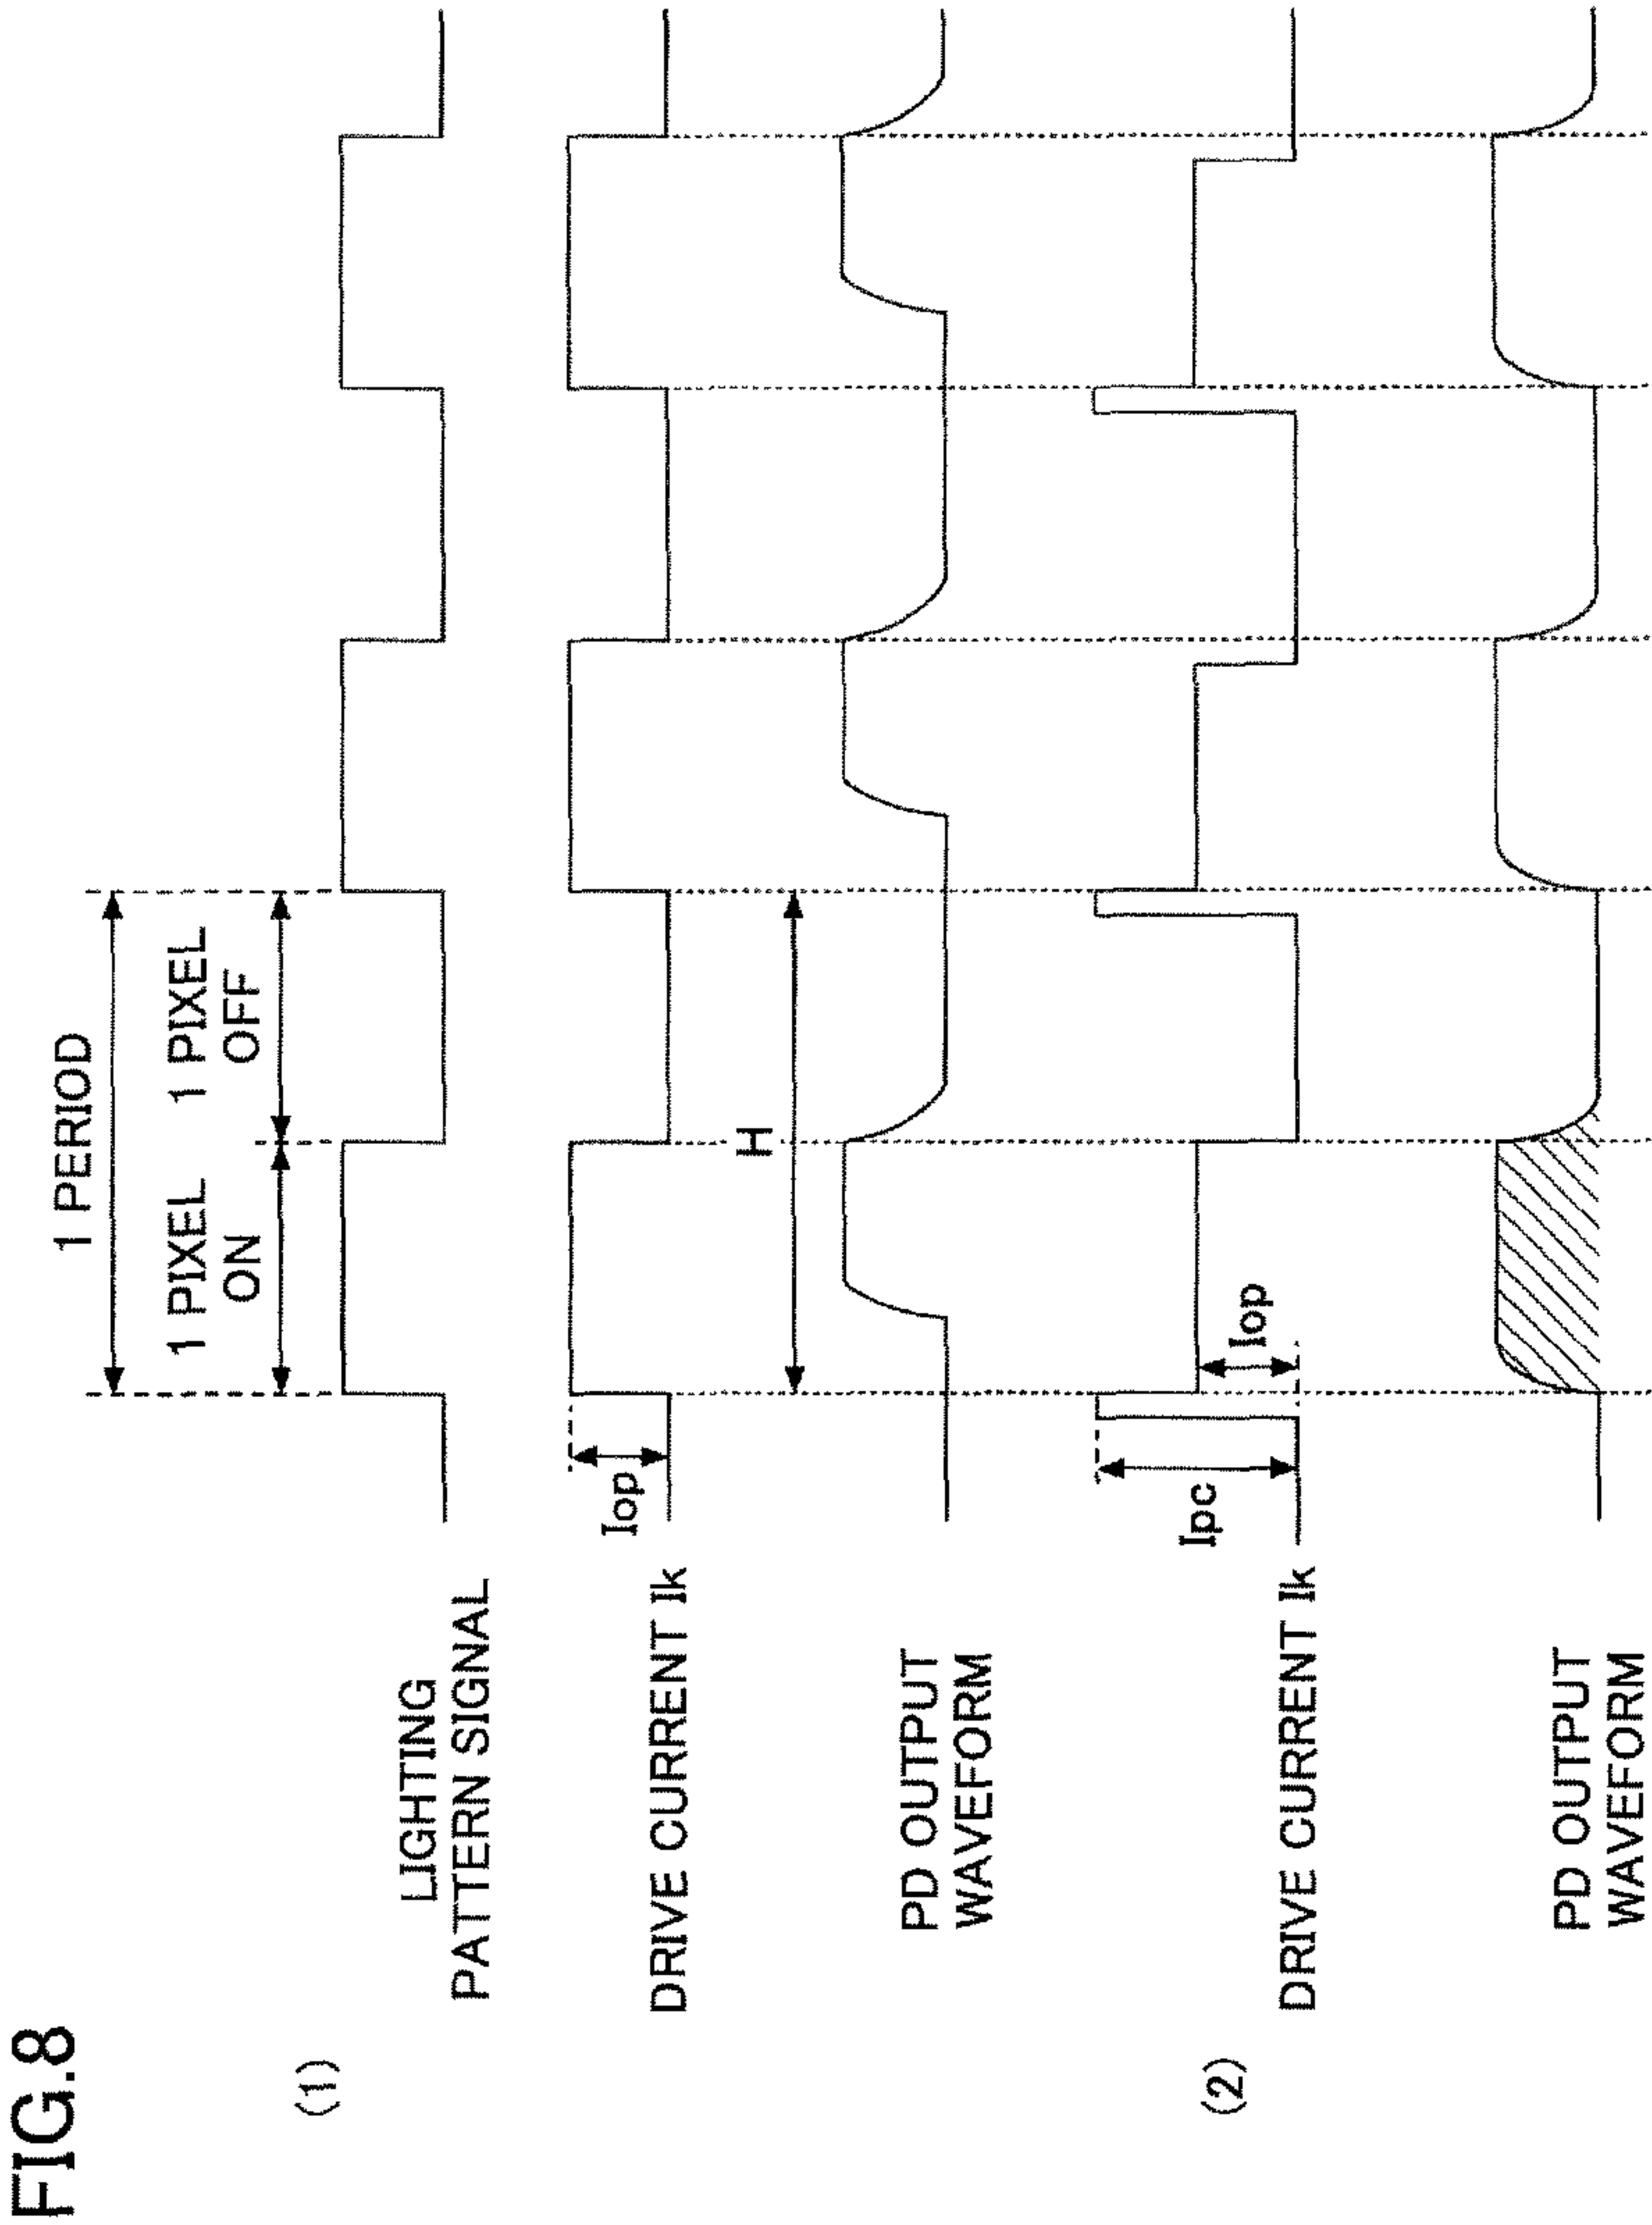 FIG.8
1 PERIOD
1 PIXEL
ON
1 PIXEL
OFF
(1)
LIGHTING
PATTERN SIGNAL
Iop
DRIVE CURRENT Ik
H
PD OUTPUT
WAVEFORM
(2)
Ipc
Iop
DRIVE CURRENT Ik
PD OUTPUT
WAVEFORM